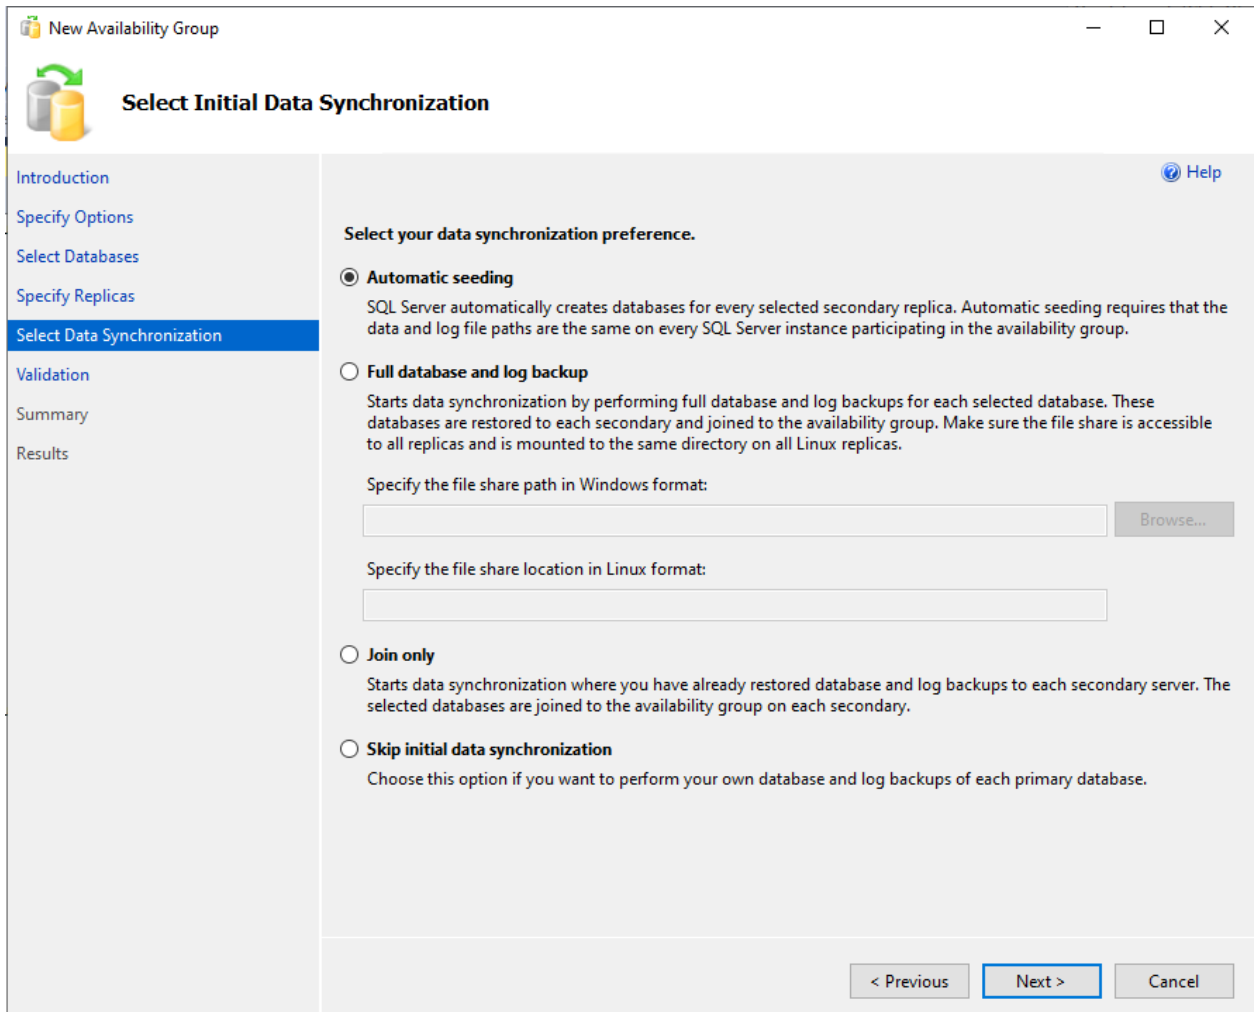 New Availability Group
Select Initial Data Synchronization
Introduction
Specify Options
Select Databases
Specify Replicas
Select Data Synchronization
Validation
Summary
Results
Help
Select your data synchronization preference.
Automatic seeding
SQL Server automatically creates databases for every selected secondary replica. Automatic seeding requires that the
data and log file paths are the same on every SQL Server instance participating in the availability group.
Full database and log backup
Starts data synchronization by performing full database and log backups for each selected database. These
databases are restored to each secondary and joined to the availability group. Make sure the file share is accessible
to all replicas and is mounted to the same directory on all Linux replicas.
Specify the file share path in Windows format:
Browse...
Specify the file share location in Linux format:
Join only
Starts data synchronization where you have already restored database and log backups to each secondary server. The
selected databases are joined to the availability group on each secondary.
Skip initial data synchronization
Choose this option if you want to perform your own database and log backups of each primary database.
< Previous
Next >
Cancel